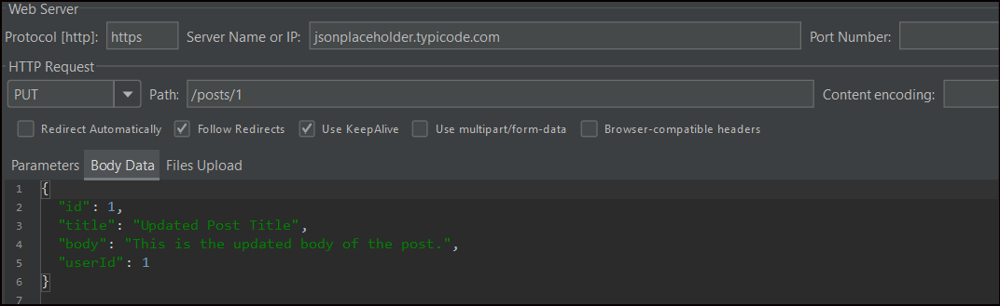 Web Server
Protocol [http]: https Server Name or IP: jsonplaceholder.typicode.com Port Number:
HTTP Request
PUT Path: /posts/1 Content encoding:
Redirect Automatically Follow Redirects Use KeepAlive Use multipart/form-data Browser-compatible headers
Parameters Body Data Files Upload
1 {
2 "id": 1,
3 "title": "Updated Post Title",
4 "body": "This is the updated body of the post.",
5 "userId": 1
6 }
7